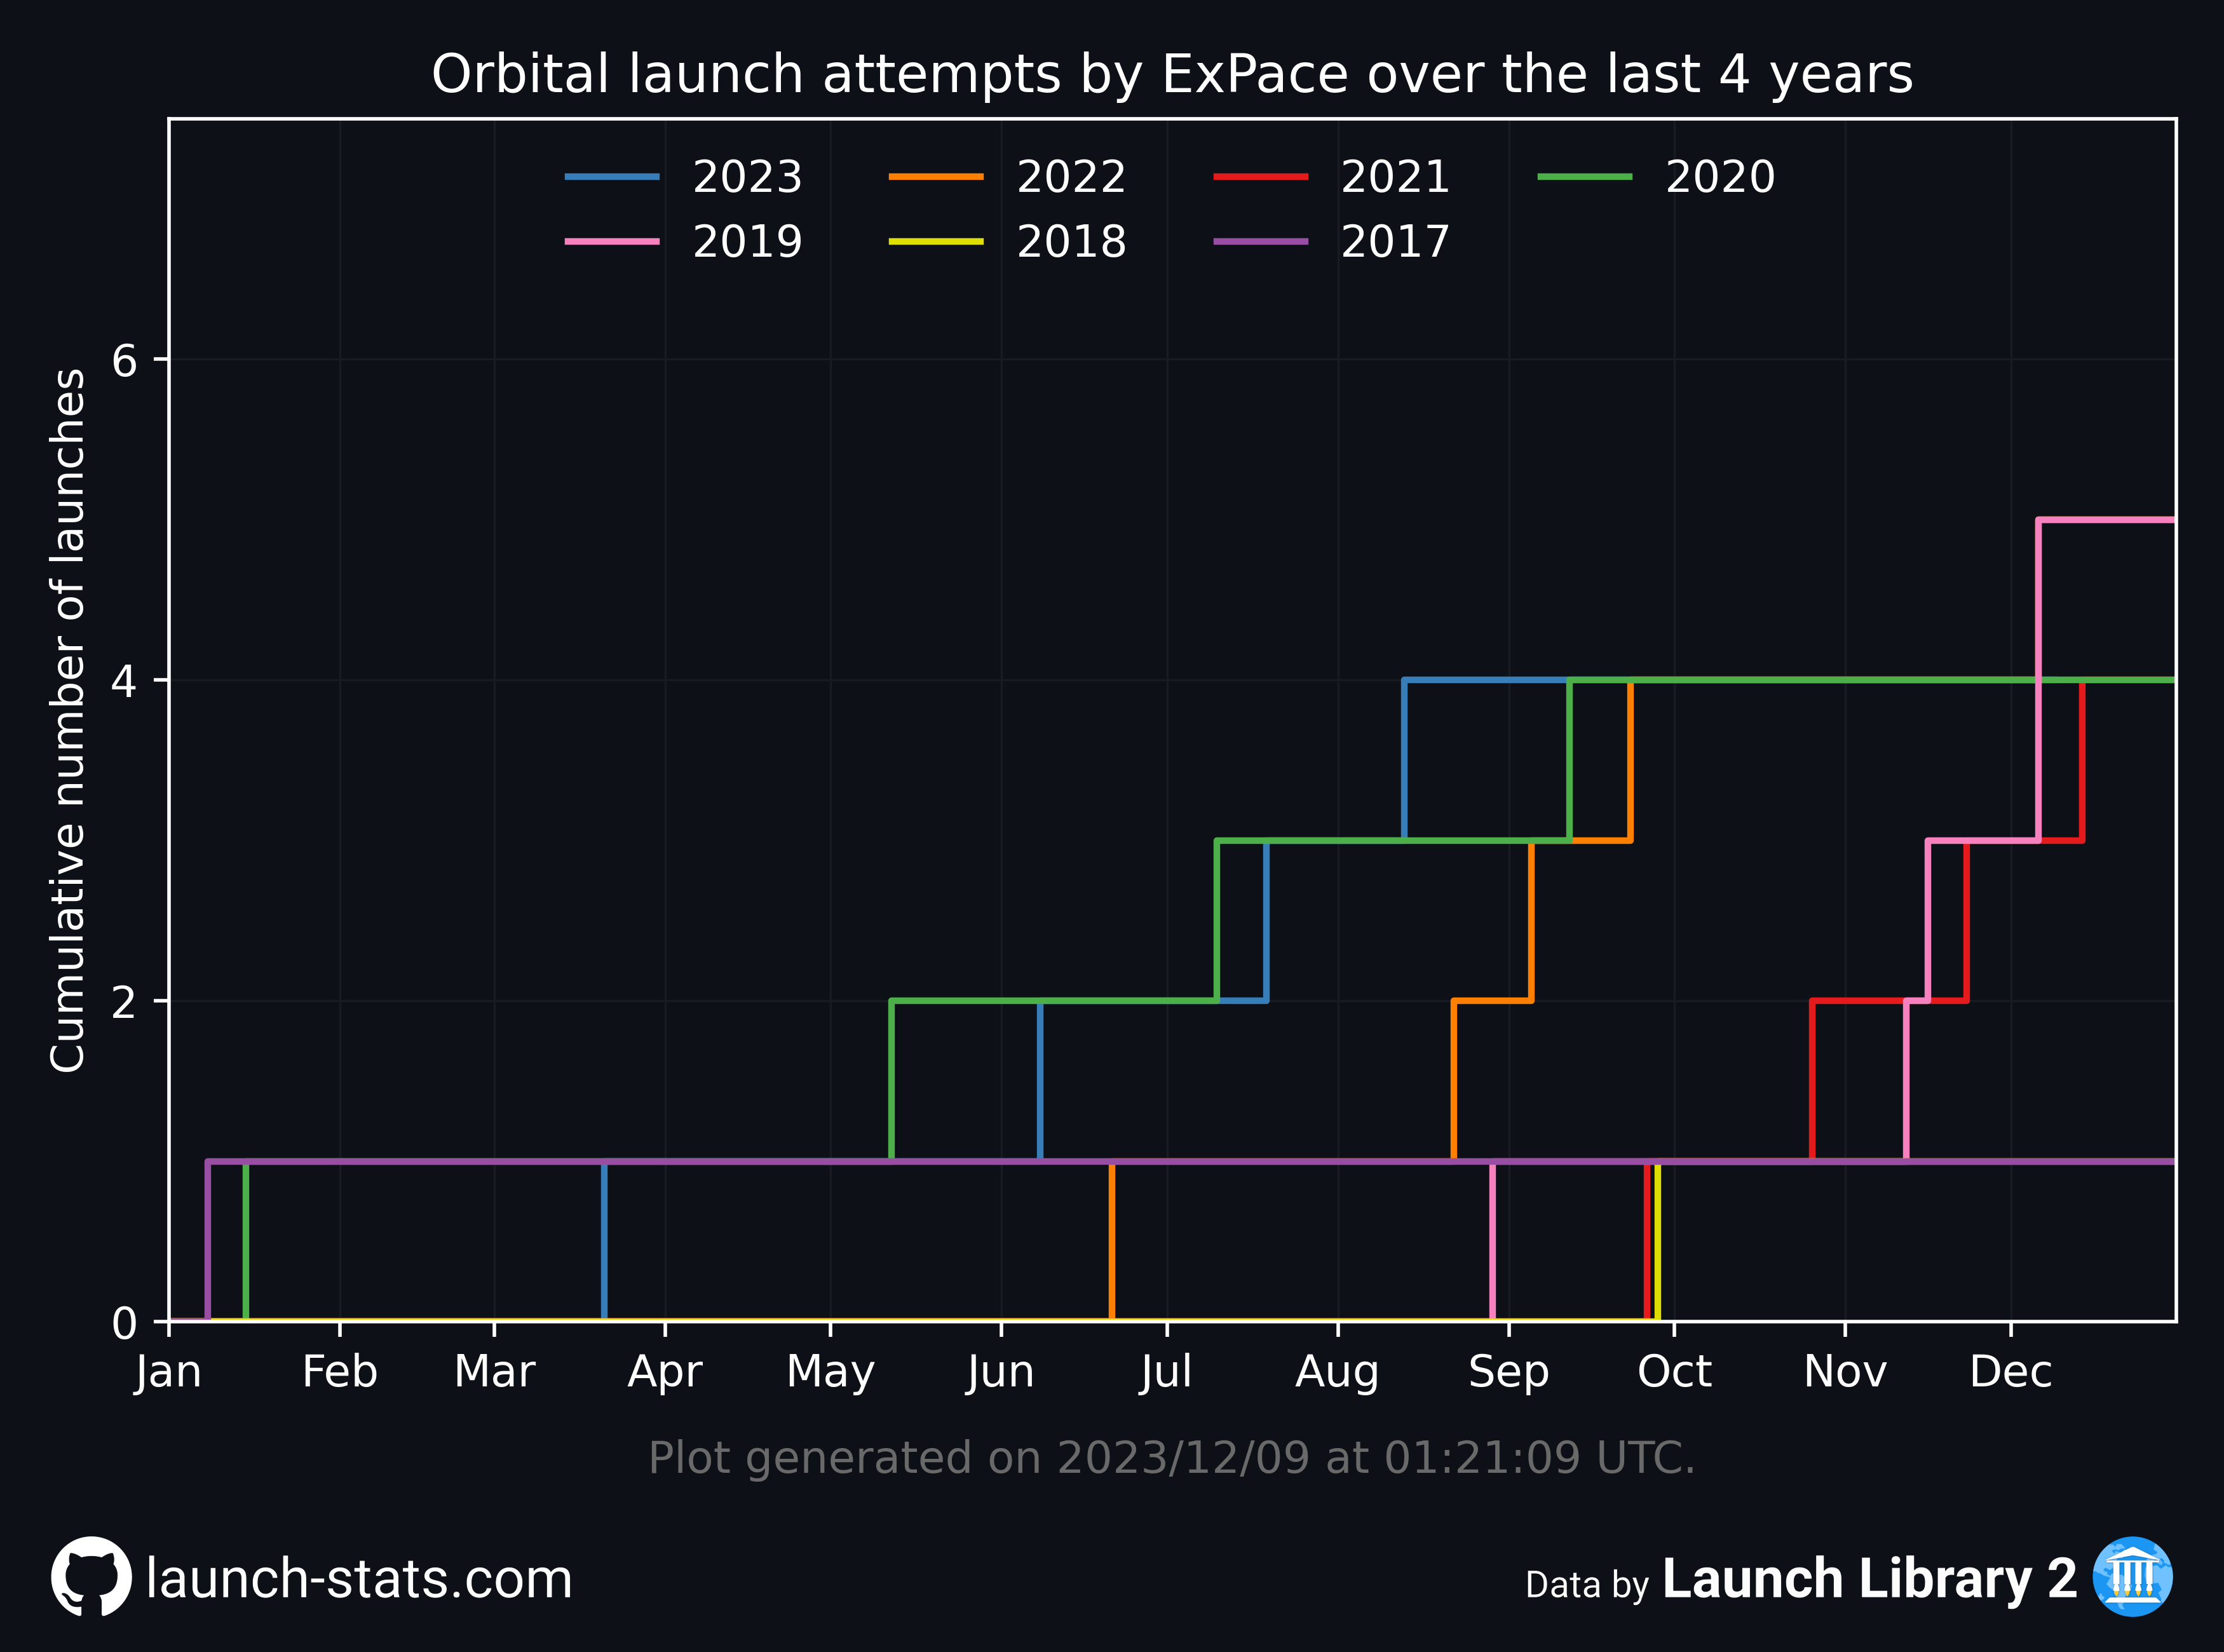 Orbital launch attempts by ExPace over the last 4 years
2023 2022 2021 2020
2019 2018 2017
Cumulative number of launches
6
4
2
0
Jan Feb Mar Apr May Jun Jul Aug Sep Oct Nov Dec
Plot generated on 2023/12/09 at 01:21:09 UTC.
launch-stats.com
Data by Launch Library 2